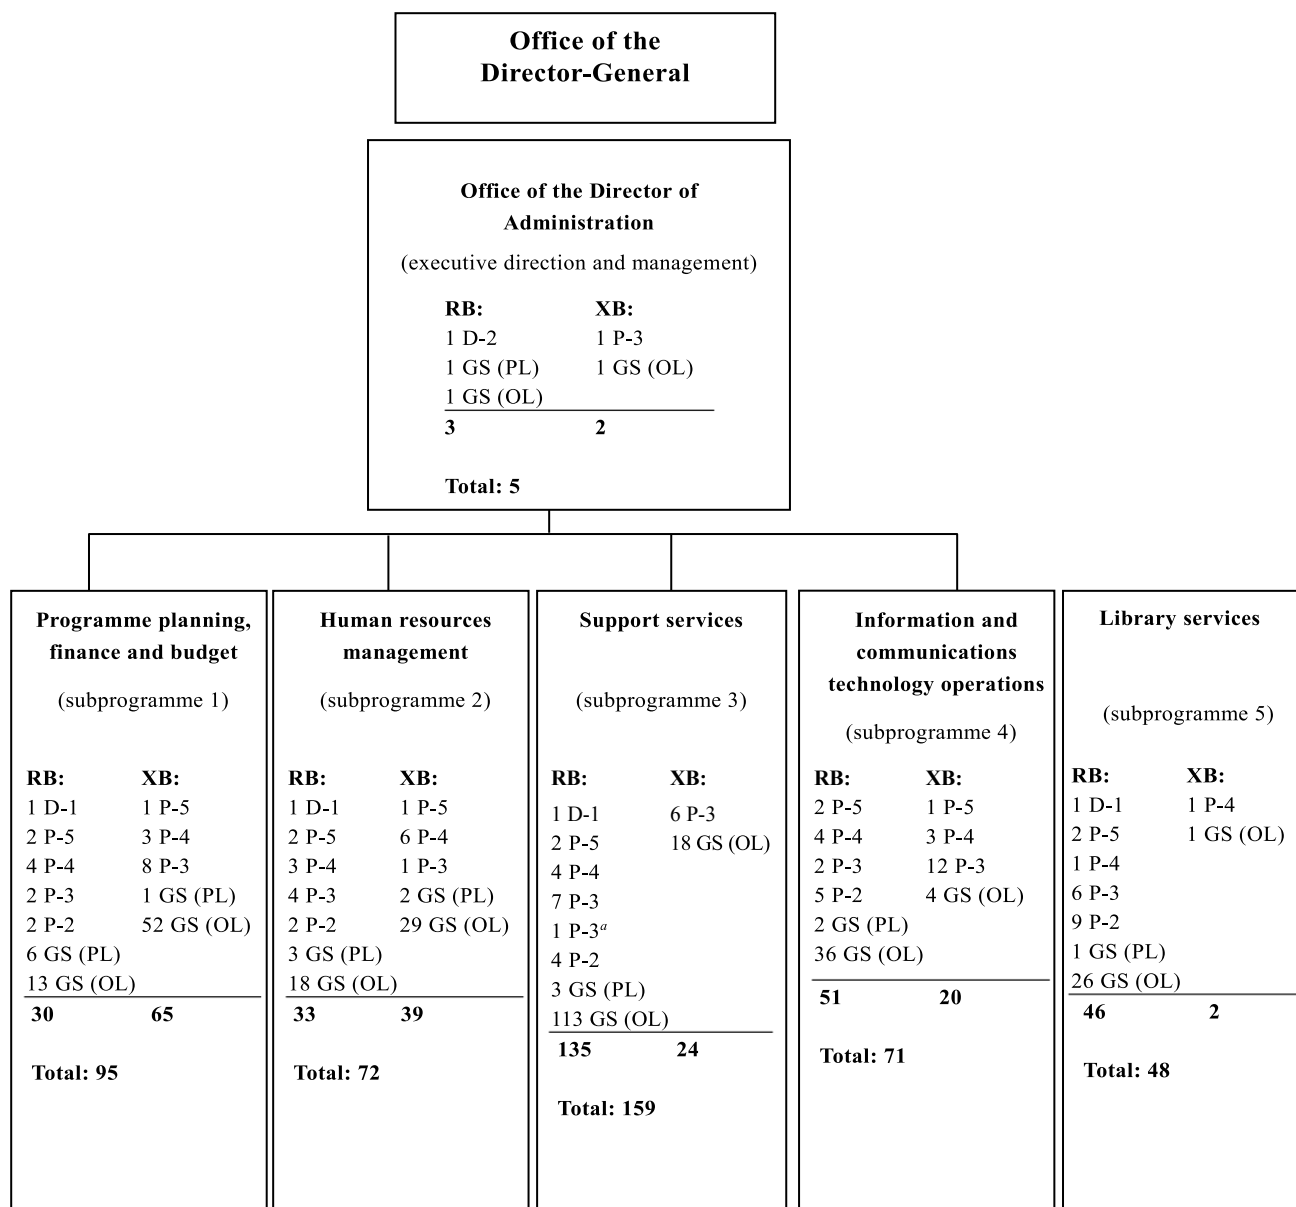 Office of the
Director-General
Office of the Director of
Administration
(executive direction and management)
RB: XB:
1 D-2 1 P-3
1 GS (PL) 1 GS (OL)
1 GS (OL)
3 2
Total: 5
Programme planning,
finance and budget
(subprogramme 1)
RB: XB:
1 D-1 1 P-5
2 P-5 3 P-4
4 P-4 8 P-3
2 P-3 1 GS (PL)
2 P-2 52 GS (OL)
6 GS (PL)
13 GS (OL)
30 65
Total: 95
Human resources
management
(subprogramme 2)
RB: XB:
1 D-1 1 P-5
2 P-5 6 P-4
3 P-4 1 P-3
4 P-3 2 GS (PL)
2 P-2 29 GS (OL)
3 GS (PL)
18 GS (OL)
33 39
Total: 72
Support services
(subprogramme 3)
RB: XB:
1 D-1 6 P-3
2 P-5 18 GS (OL)
4 P-4
7 P-3
1 P-3a
4 P-2
3 GS (PL)
113 GS (OL)
135 24
Total: 159
Information and
communications
technology operations
(subprogramme 4)
RB: XB:
2 P-5 1 P-5
4 P-4 3 P-4
2 P-3 12 P-3
5 P-2 4 GS (OL)
2 GS (PL)
36 GS (OL)
51 20
Total: 71
Library services
(subprogramme 5)
RB: XB:
1 D-1 1 P-4
2 P-5 1 GS (OL)
1 P-4
6 P-3
9 P-2
1 GS (PL)
26 GS (OL)
46 2
Total: 48